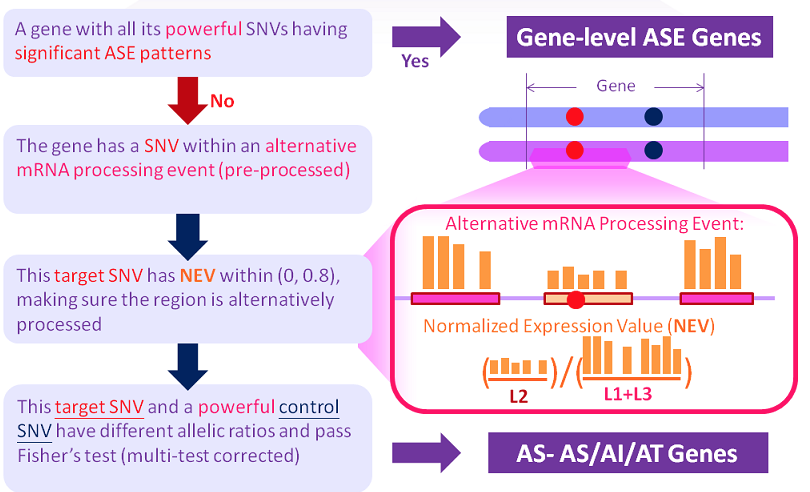 A gene with all its powerful SNVs having
significant ASE patterns
Yes
Gene-level ASE Genes
No
Gene
The gene has a SNV within an alternative
mRNA processing event (pre-processed)
This target SNV has NEV within (0, 0.8),
making sure the region is alternatively
processed
Alternative mRNA Processing Event:
Normalized Expression Value (NEV)
( ) / ( )
L2
L1+L3
This target SNV and a powerful control
SNV have different allelic ratios and pass
Fisher's test (multi-test corrected)
AS- AS/AI/AT Genes